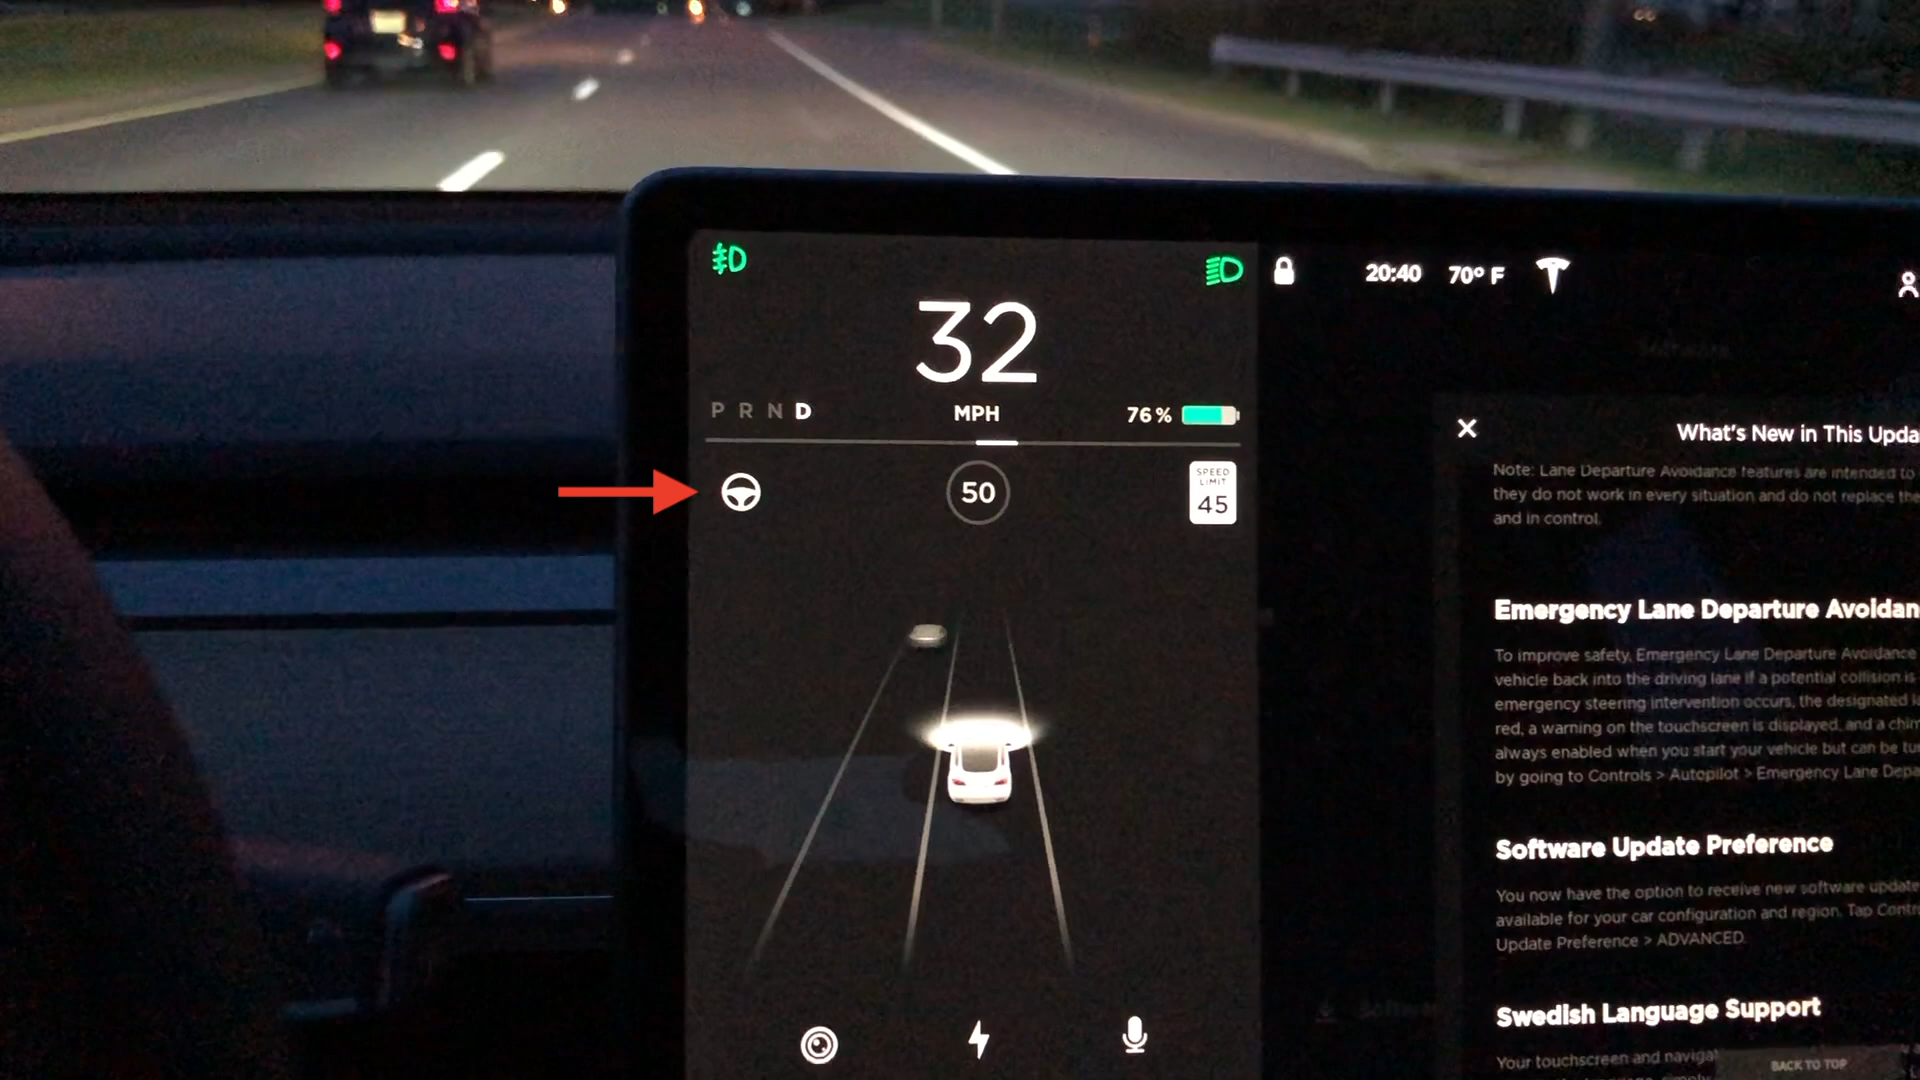 32
P R N D
MPH
76 %
50
SPEED
LIMIT
45
20:40
70° F
What's New in This Upda
Note: Lane Departure Avoidance features are intended to
they do not work in every situation and do not replace the
and in control.
Emergency Lane Departure Avoidan
To improve safety, Emergency Lane Departure Avoidance
vehicle back into the driving lane if a potential collision is
emergency steering intervention occurs, the designated l
red, a warning on the touchscreen is displayed, and a chim
always enabled when you start your vehicle but can be tur
by going to Controls > Autopilot > Emergency Lane Depa
Software Update Preference
You now have the option to receive new software update
available for your car configuration and region. Tap Contr
Update Preference > ADVANCED.
Swedish Language Support
Your touchscreen and navigat
BACK TO TOP